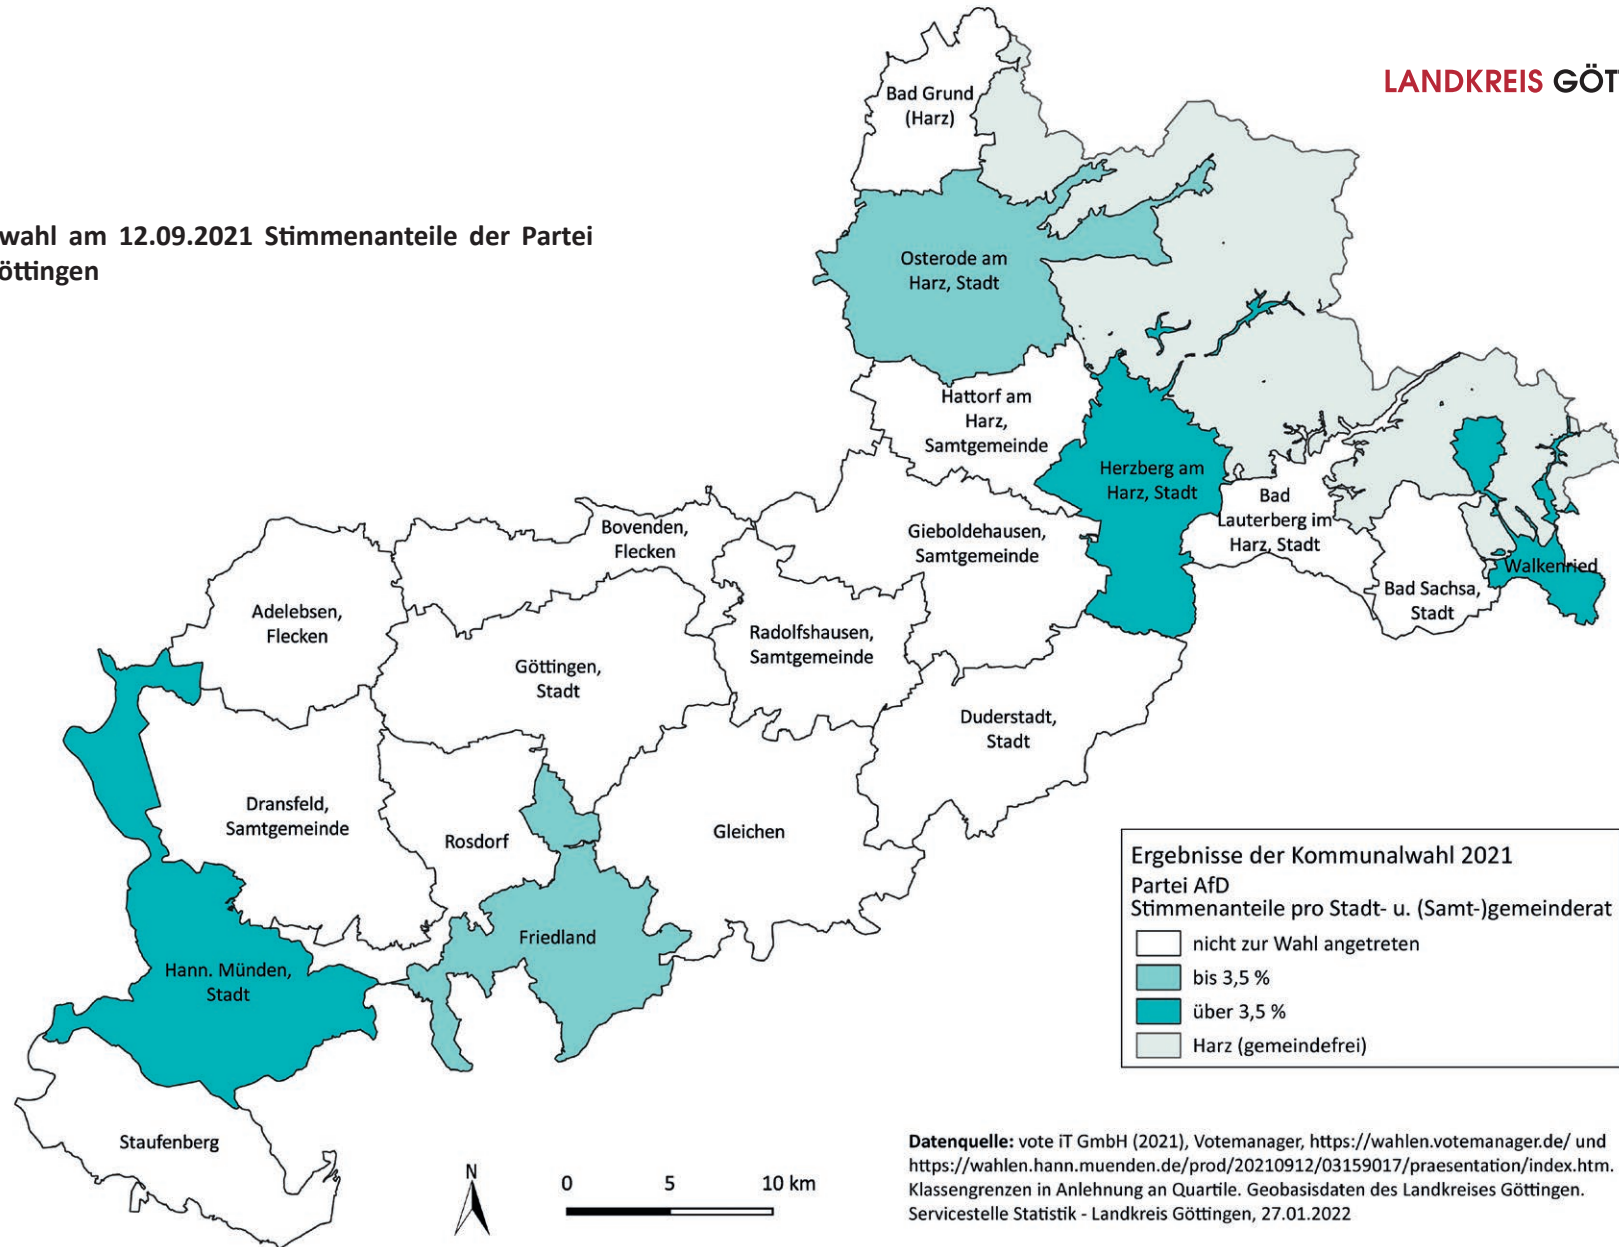 LANDKREIS GÖT
wahl am 12.09.2021 Stimmenanteile der Partei
öttingen
Bad Grund
(Harz)
Osterode am
Harz, Stadt
Hattorf am
Harz,
Samtgemeinde
Herzberg am
Harz, Stadt
Bad
Lauterberg im
Harz, Stadt
Walkenried
Bad Sachsa,
Stadt
Gieboldehausen,
Samtgemeinde
Bovenden,
Flecken
Adelebsen,
Flecken
Radolfshausen,
Samtgemeinde
Göttingen,
Stadt
Duderstadt,
Stadt
Dransfeld,
Samtgemeinde
Rosdorf
Gleichen
Friedland
Hann. Münden,
Stadt
Staufenberg
Ergebnisse der Kommunalwahl 2021
Partei AfD
Stimmenanteile pro Stadt- u. (Samt-)gemeinderat
nicht zur Wahl angetreten
bis 3,5 %
über 3,5 %
Harz (gemeindefrei)
N
0 5 10 km
Datenquelle: vote iT GmbH (2021), Votemanager, https://wahlen.votemanager.de/ und
https://wahlen.hann.muenden.de/prod/20210912/03159017/praesentation/index.htm.
Klassengrenzen in Anlehnung an Quartile. Geobasisdaten des Landkreises Göttingen.
Servicestelle Statistik - Landkreis Göttingen, 27.01.2022